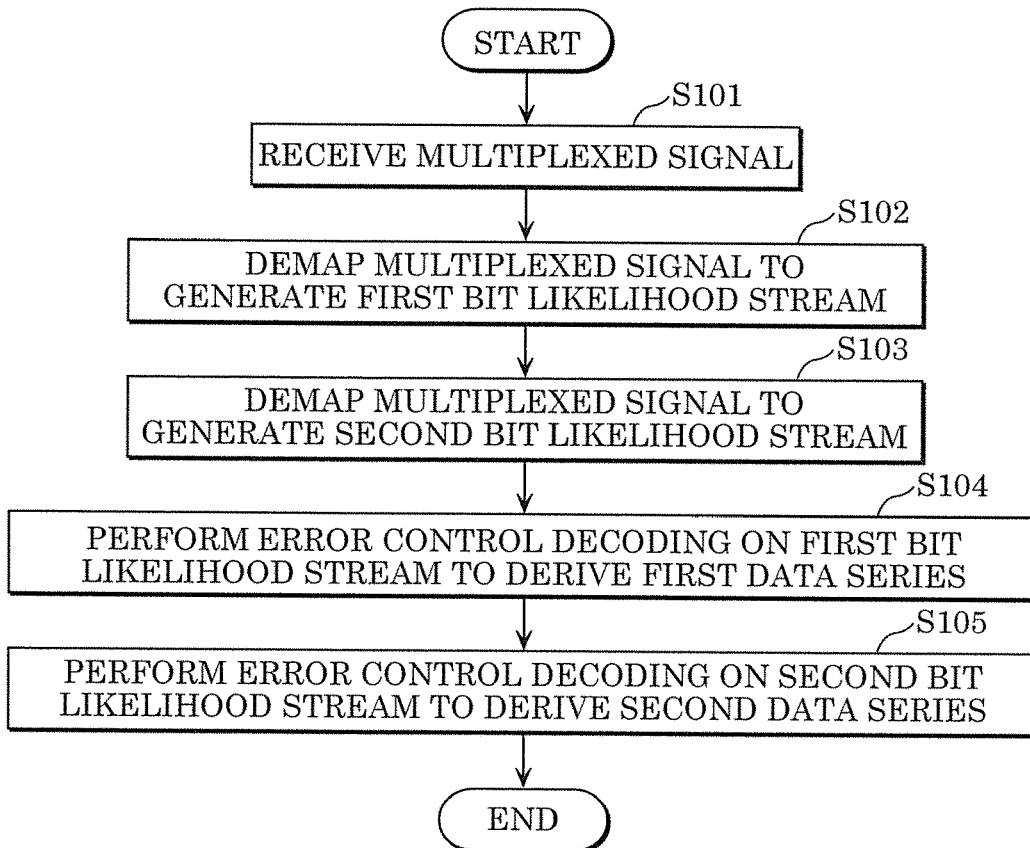 START
S101
RECEIVE MULTIPLEXED SIGNAL
S102
DEMAP MULTIPLEXED SIGNAL TO
GENERATE FIRST BIT LIKELIHOOD STREAM
S103
DEMAP MULTIPLEXED SIGNAL TO
GENERATE SECOND BIT LIKELIHOOD STREAM
S104
PERFORM ERROR CONTROL DECODING ON FIRST BIT
LIKELIHOOD STREAM TO DERIVE FIRST DATA SERIES
S105
PERFORM ERROR CONTROL DECODING ON SECOND BIT
LIKELIHOOD STREAM TO DERIVE SECOND DATA SERIES
END